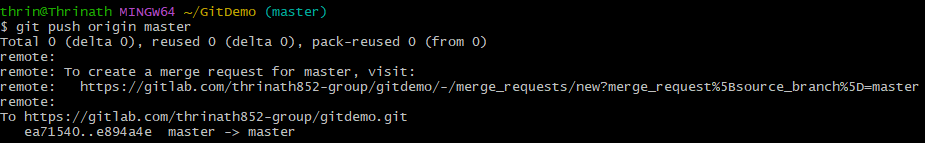 thrin@Thrinath MINGW64 ~/GitDemo (master)
$ git push origin master
Total 0 (delta 0), reused 0 (delta 0), pack-reused 0 (from 0)
remote:
remote: To create a merge request for master, visit:
remote:   https://gitlab.com/thrinath852-group/gitdemo/-/merge_requests/new?merge_request%5Bsource_branch%5D=master
remote:
To https://gitlab.com/thrinath852-group/gitdemo.git
   ea71540..e894a4e  master -> master